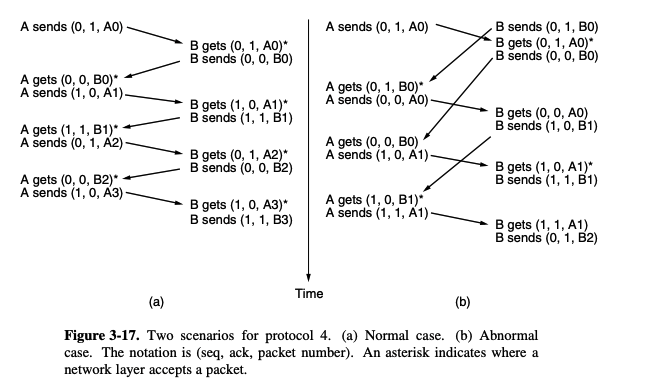 A sends (0, 1, A0)
B gets (0, 1, A0)*
B sends (0, 0, B0)
A gets (0, 0, B0)*
A sends (1, 0, A1)
B gets (1, 0, A1)*
B sends (1, 1, B1)
A gets (1, 1, B1)*
A sends (0, 1, A2)
B gets (0, 1, A2)*
B sends (0, 0, B2)
A gets (0, 0, B2)*
A sends (1, 0, A3)
B gets (1, 0, A3)*
B sends (1, 1, B3)
(a)
Time
A sends (0, 1, A0)
B sends (0, 1, B0)
B gets (0, 1, A0)*
B sends (0, 0, B0)
A gets (0, 1, B0)*
A sends (0, 0, A0)
B gets (0, 0, A0)
B sends (1, 0, B1)
A gets (0, 0, B0)
A sends (1, 0, A1)
B gets (1, 0, A1)*
B sends (1, 1, B1)
A gets (1, 0, B1)*
A sends (1, 1, A1)
B gets (1, 1, A1)
B sends (0, 1, B2)
(b)
Figure 3-17. Two scenarios for protocol 4. (a) Normal case. (b) Abnormal
case. The notation is (seq, ack, packet number). An asterisk indicates where a
network layer accepts a packet.